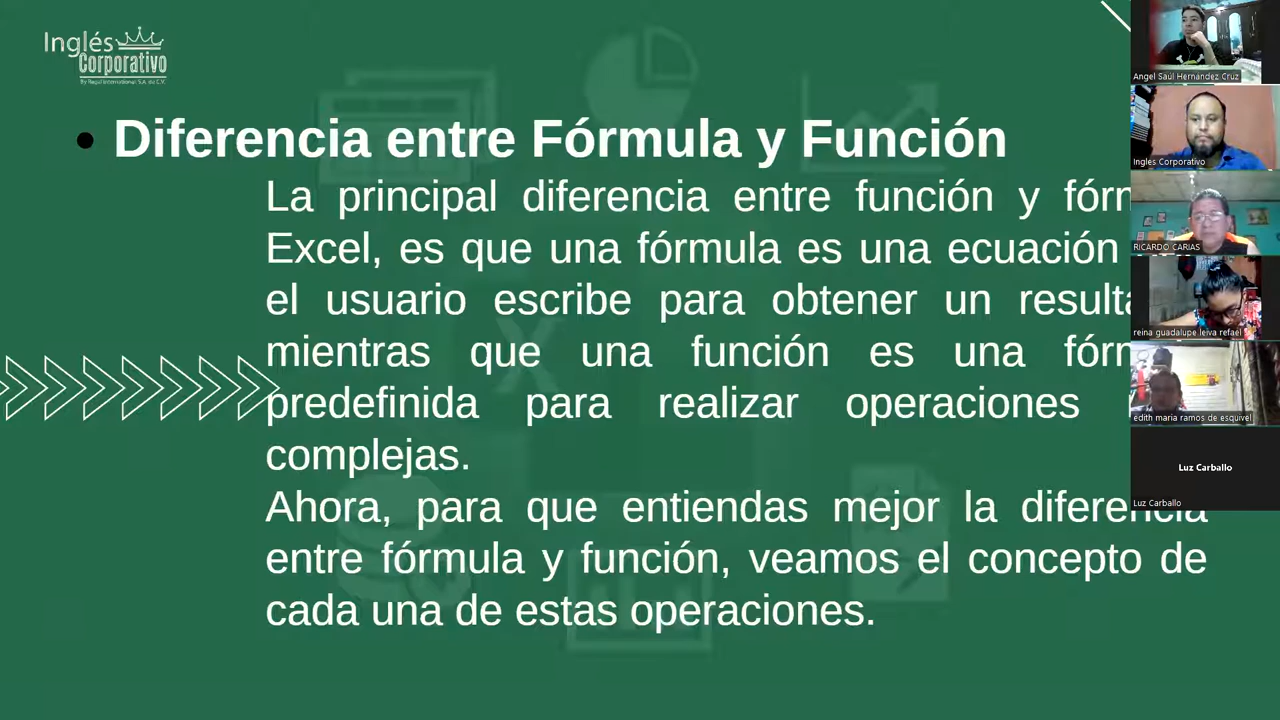 Inglés
Corporativo
Diferencia entre Fórmula y Función
La principal diferencia entre función y
Excel, es que una fórmula es una ecuación
el usuario escribe para obtener un
mientras que una función es una
predefinida para realizar operaciones
complejas.
Ahora, para que entiendas mejor la diferencia
entre fórmula y función, veamos el concepto de
cada una de estas operaciones.
Angel Saúl Hernández Cruz
Ingles Corporativo
RICARDO CARIAS
reina guadalupe leiva refael
edith maria ramos de esquivel
Luz Carballo
Luz Carballo